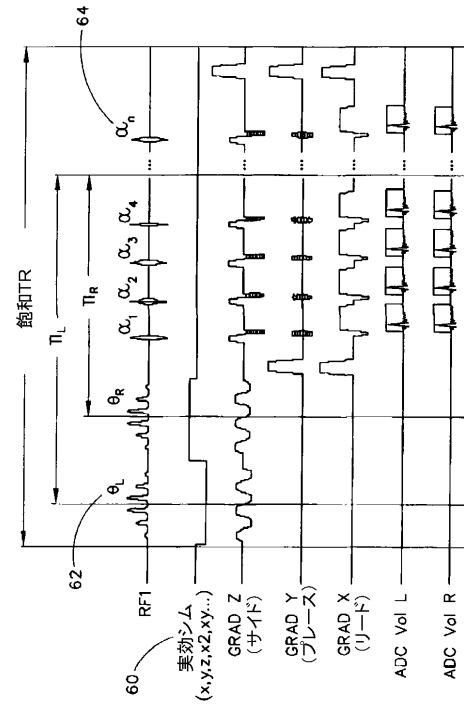 飽和TR
TI_L
TI_R
62
64
θ_L
θ_R
α_1
α_2
α_3
α_4
α_n
RF1
60
実効シム
(x,y,z,x2,xy...)
GRAD Z
(サイド)
GRAD Y
(プレース)
GRAD X
(リード)
ADC Vol L
ADC Vol R